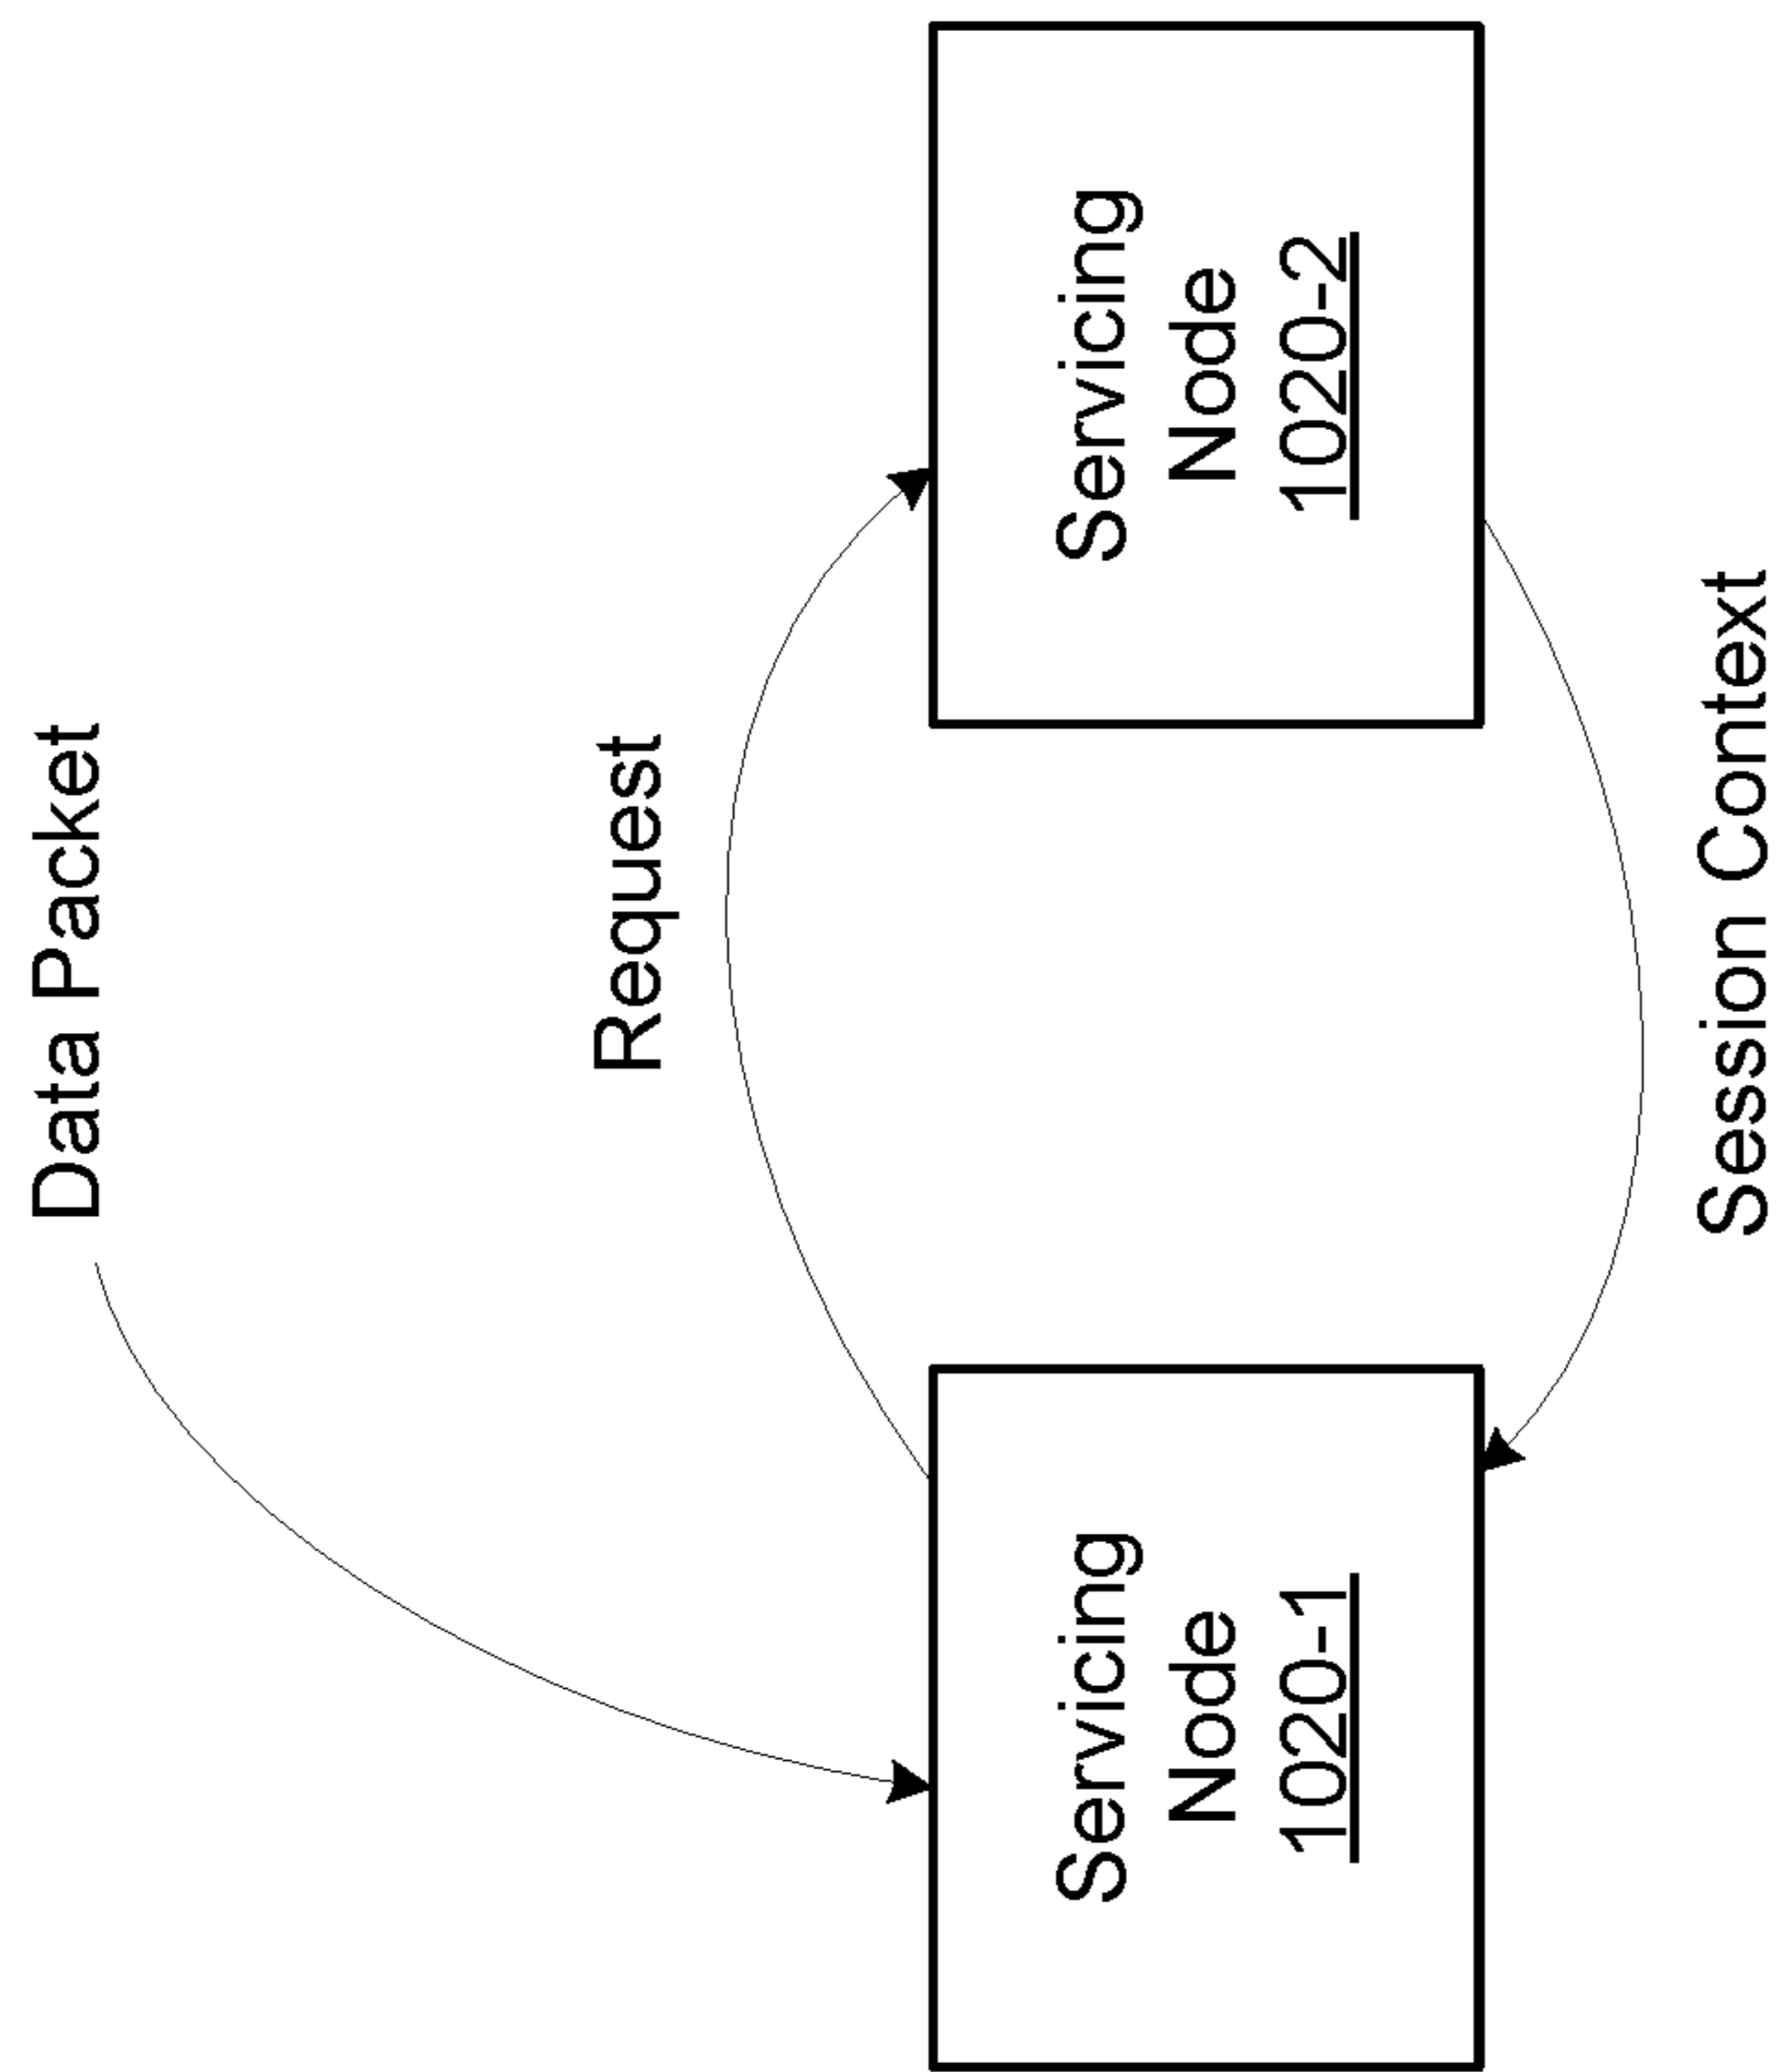 Data Packet
Request
Servicing
Node
1020-1
Servicing
Node
1020-2
Session Context